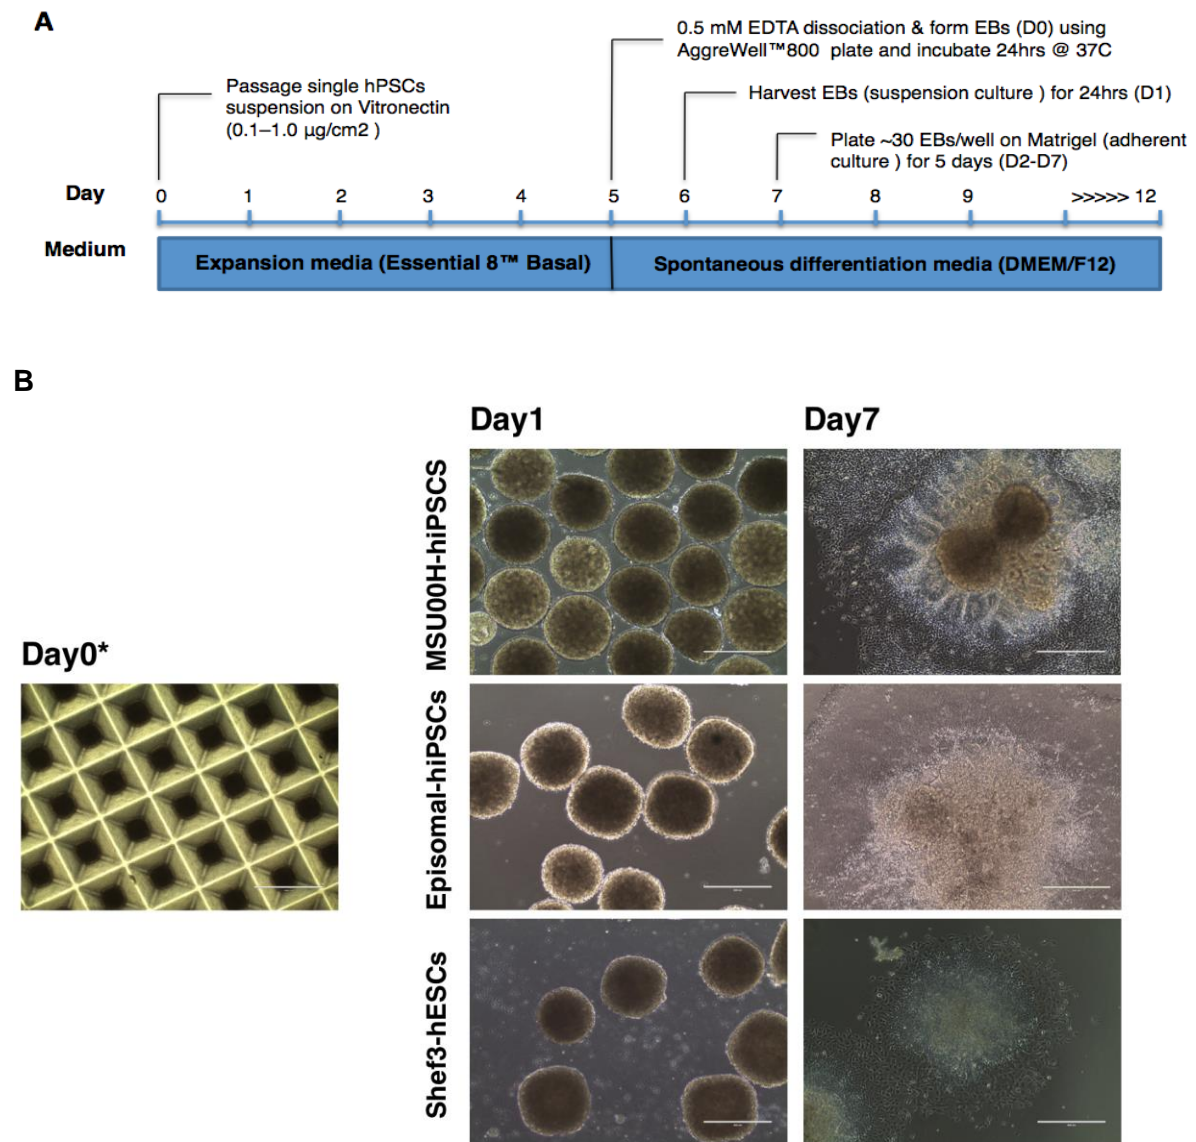 A
0.5 mM EDTA dissociation & form EBs (D0) using
AggreWell™800 plate and incubate 24hrs @ 37C
Passage single hPSCs
suspension on Vitronectin
(0.1–1.0 µg/cm2 )
Harvest EBs (suspension culture ) for 24hrs (D1)
Plate ~30 EBs/well on Matrigel (adherent
culture ) for 5 days (D2-D7)
Day 0 1 2 3 4 5 6 7 8 9 >>>>> 12
Medium
Expansion media (Essential 8™ Basal)
Spontaneous differentiation media (DMEM/F12)
B
Day1
Day7
MSU00H-hiPSCS
Day0*
Episomal-hiPSCs
Shef3-hESCs